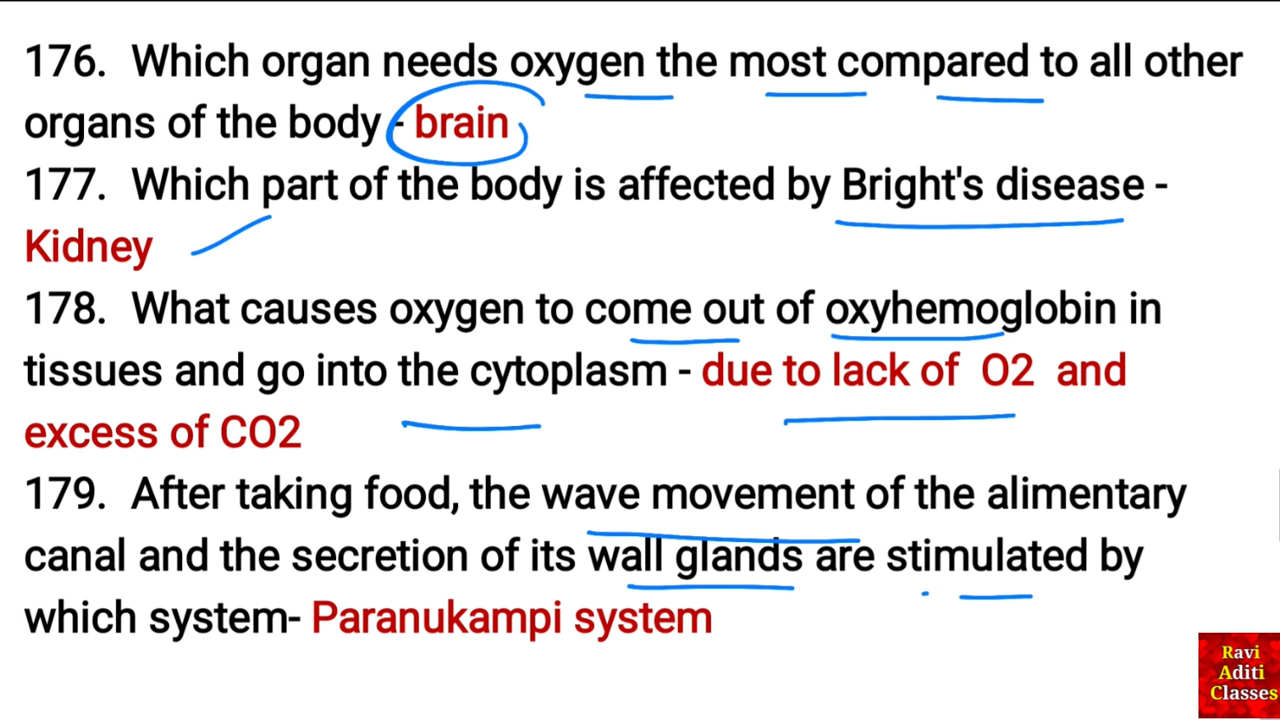 176. Which organ needs oxygen the most compared to all other
organs of the body - brain
177. Which part of the body is affected by Bright's disease -
Kidney
178. What causes oxygen to come out of oxyhemoglobin in
tissues and go into the cytoplasm - due to lack of O2 and
excess of CO2
179. After taking food, the wave movement of the alimentary
canal and the secretion of its wall glands are stimulated by
which system- Paranukampi system
Ravi
Aditi
Classes